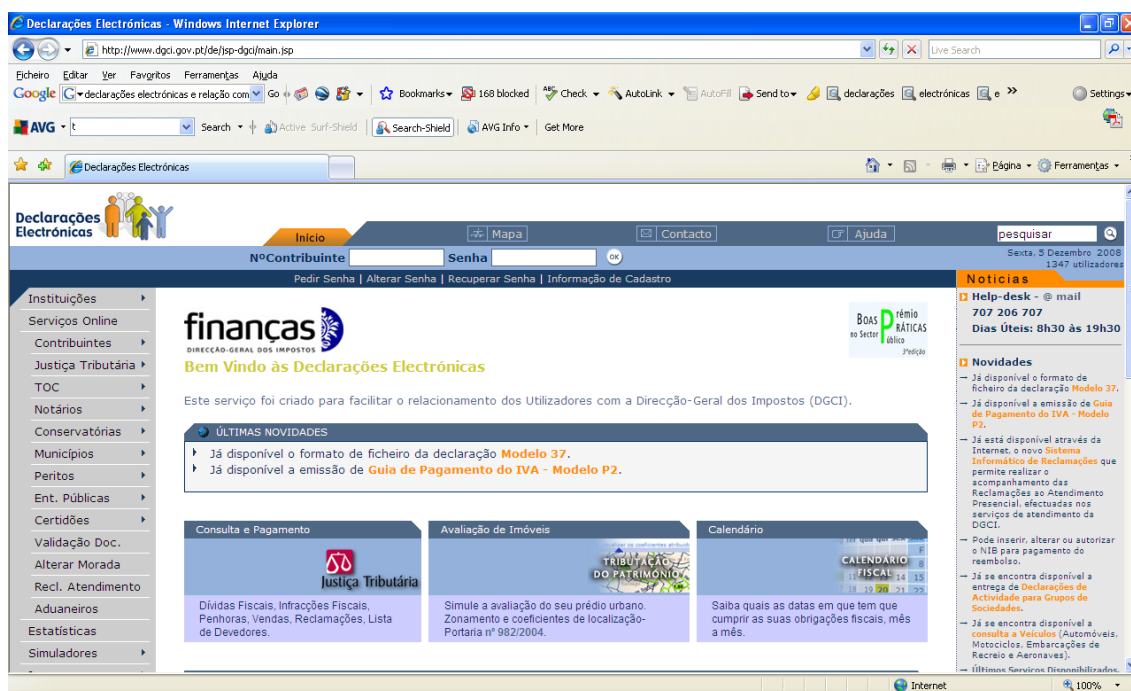 Declarações Electrónicas - Windows Internet Explorer
http://www.dgci.gov.pt/de/jsp-dgci/main.jsp
Live Search
Ficheiro Editar Ver Favoritos Ferramentas Ajuda
Google G declarações electrónicas e relação com Go Bookmarks 168 blocked Check AutoLink AutoFill Send to declarações electrónicas e » Settings
AVG t Search Active Surf-Shield Search-Shield AVG Info Get More
Declarações Electrónicas
Página Ferramentas
Declarações
Electrónicas
Início Mapa Contacto Ajuda pesquisar
NºContribuinte Senha OK
Sexta, 5 Dezembro 2008
1347 utilizadores
Pedir Senha | Alterar Senha | Recuperar Senha | Informação de Cadastro
Instituições
Serviços Online
Contribuintes
Justiça Tributária
TOC
Notários
Conservatórias
Municípios
Peritos
Ent. Públicas
Certidões
Validação Doc.
Alterar Morada
Recl. Atendimento
Aduaneiros
Estatísticas
Simuladores
finanças
DIRECÇÃO-GERAL DOS IMPOSTOS
BOAS Prémio
no Sector PRÁTICAS
Público
3ªedição
Bem Vindo às Declarações Electrónicas
Este serviço foi criado para facilitar o relacionamento dos Utilizadores com a Direcção-Geral dos Impostos (DGCI).
ÚLTIMAS NOVIDADES
Já disponível o formato de ficheiro da declaração Modelo 37.
Já disponível a emissão de Guia de Pagamento do IVA - Modelo P2.
Consulta e Pagamento
Justiça Tributária
Dívidas Fiscais, Infracções Fiscais,
Penhoras, Vendas, Reclamações, Lista
de Devedores.
Avaliação de Imóveis
TRIBUTAÇÃO
DO PATRIMÓNIO
Simule a avaliação do seu prédio urbano.
Zonamento e coeficientes de localização-
Portaria nº 982/2004.
Calendário
CALENDÁRIO
FISCAL
Saiba quais as datas em que tem que
cumprir as suas obrigações fiscais, mês
a mês.
Noticias
Help-desk - @ mail
707 206 707
Dias Úteis: 8h30 às 19h30
Novidades
Já disponível o formato de
ficheiro da declaração Modelo 37.
Já disponível a emissão de Guia
de Pagamento do IVA - Modelo
P2.
Já está disponível através da
Internet, o novo Sistema
Informático de Reclamações que
permite realizar o
acompanhamento das
Reclamações ao Atendimento
Presencial, efectuadas nos
serviços de atendimento da
DGCI.
Pode inserir, alterar ou autorizar
o NIB para pagamento do
reembolso.
Já se encontra disponível a
entrega de Declarações de
Actividade para Grupos de
Sociedades.
Já se encontra disponível a
consulta a Veículos (Automóveis,
Motociclos, Embarcações de
Recreio e Aeronaves).
Últimos Serviços Disponibilizados.
Internet 100%